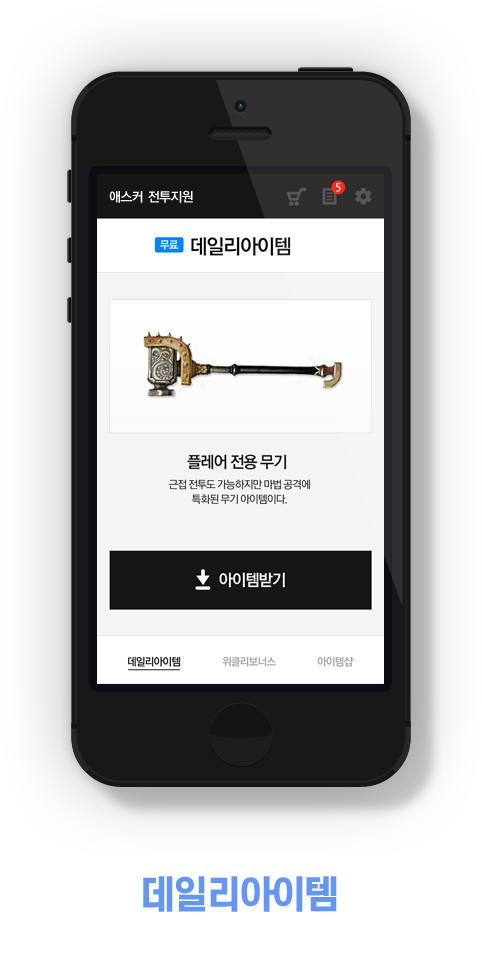 애스커 전투지원
5
무료 데일리아이템
플레어 전용 무기
근접 전투도 가능하지만 마법 공격에
특화된 무기 아이템이다.
아이템받기
데일리아이템 위클리보너스 아이템샵
데일리아이템